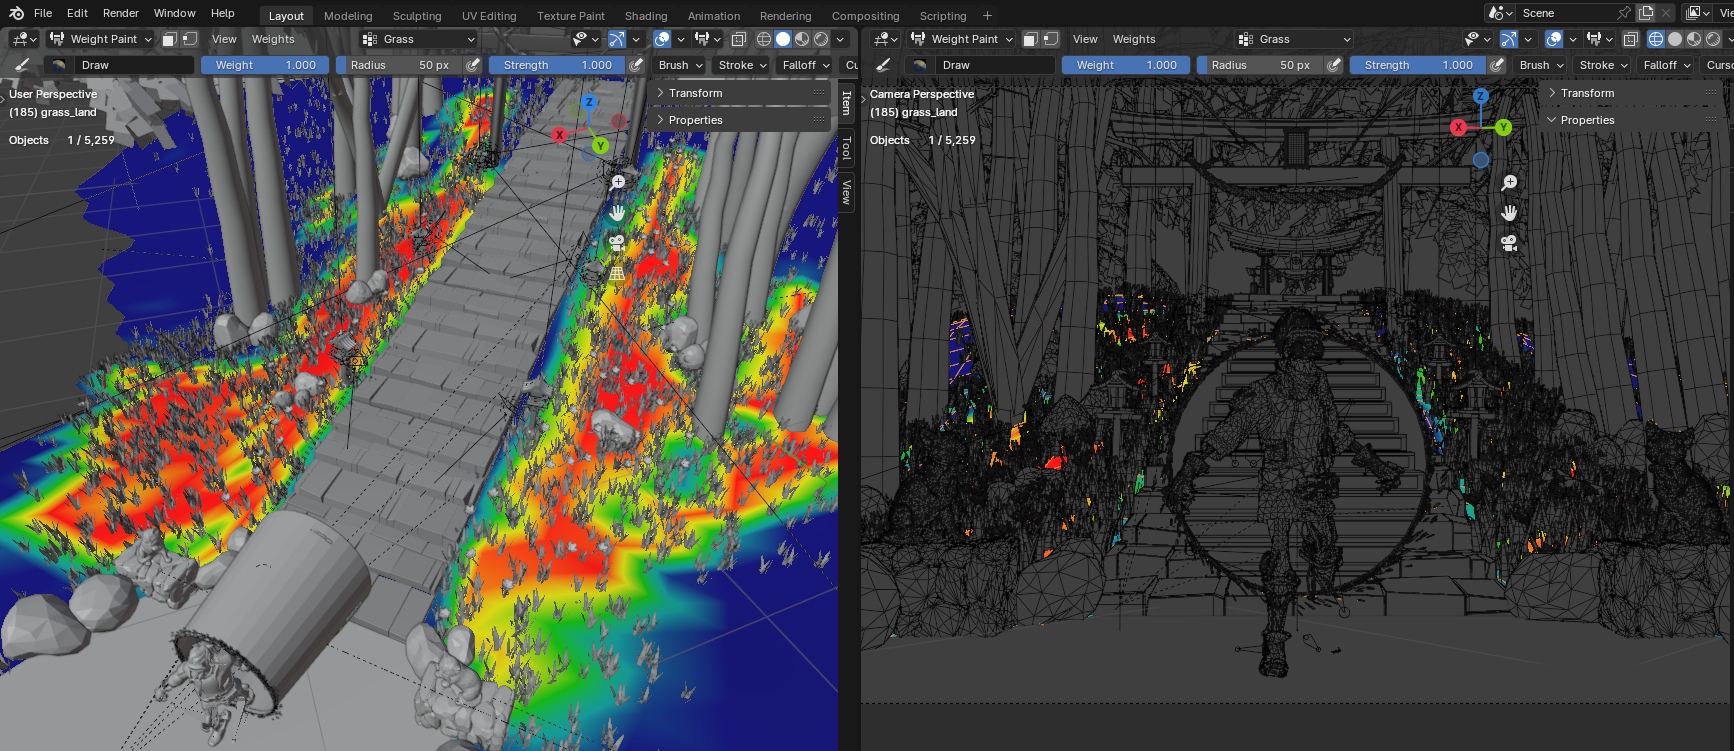 File Edit Render Window Help Layout Modeling Sculpting UV Editing Texture Paint Shading Animation Rendering Compositing Scripting + Scene
Weight Paint View Weights Grass Weight Paint View Weights Grass
Draw Weight 1.000 Radius 50 px Strength 1.000 Brush Stroke Falloff Draw Weight 1.000 Radius 50 px Strength 1.000 Brush Stroke Falloff
User Perspective
(185) grass_land
Objects 1 / 5,259
Transform
Properties
X
Y
Z
Item
Tool
View
Camera Perspective
(185) grass_land
Objects 1 / 5,259
Transform
Properties
Z
X
Y